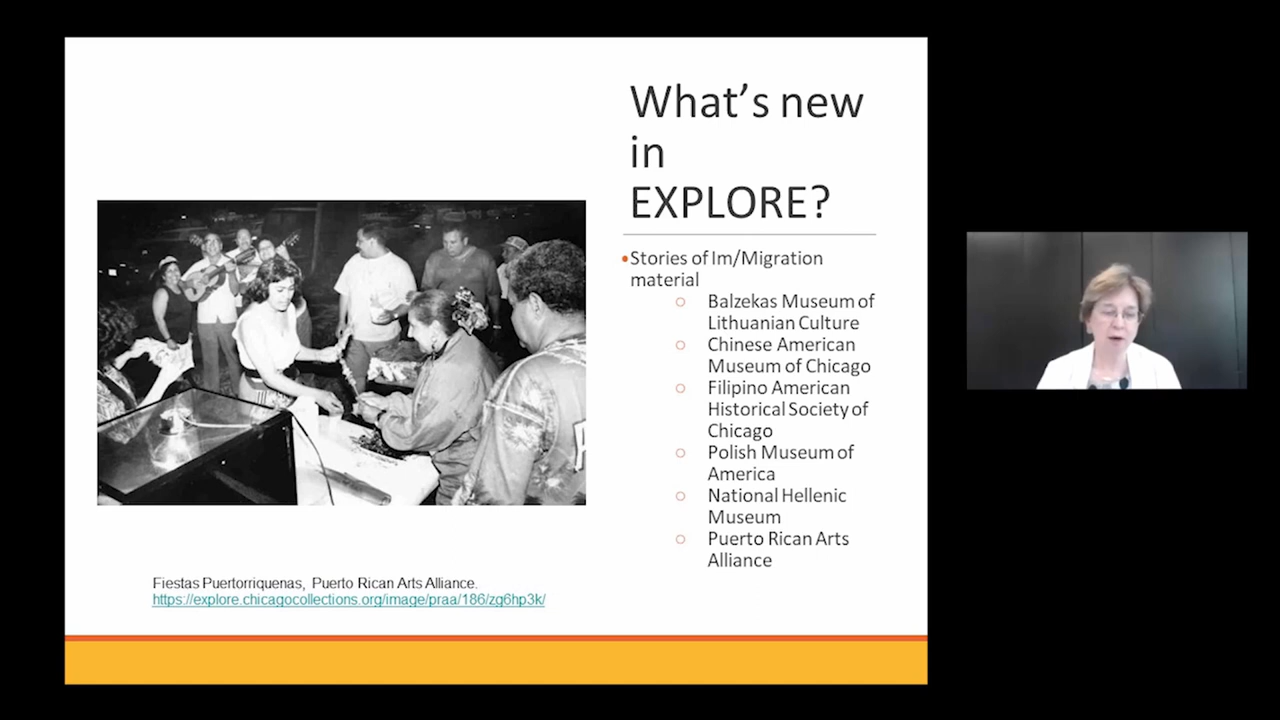 What's new
in
EXPLORE?
•Stories of Im/Migration
material
○ Balzekas Museum of
Lithuanian Culture
○ Chinese American
Museum of Chicago
○ Filipino American
Historical Society of
Chicago
○ Polish Museum of
America
○ National Hellenic
Museum
○ Puerto Rican Arts
Alliance
Fiestas Puertorriquenas, Puerto Rican Arts Alliance.
https://explore.chicagocollections.org/image/praa/186/zg6hp3k/